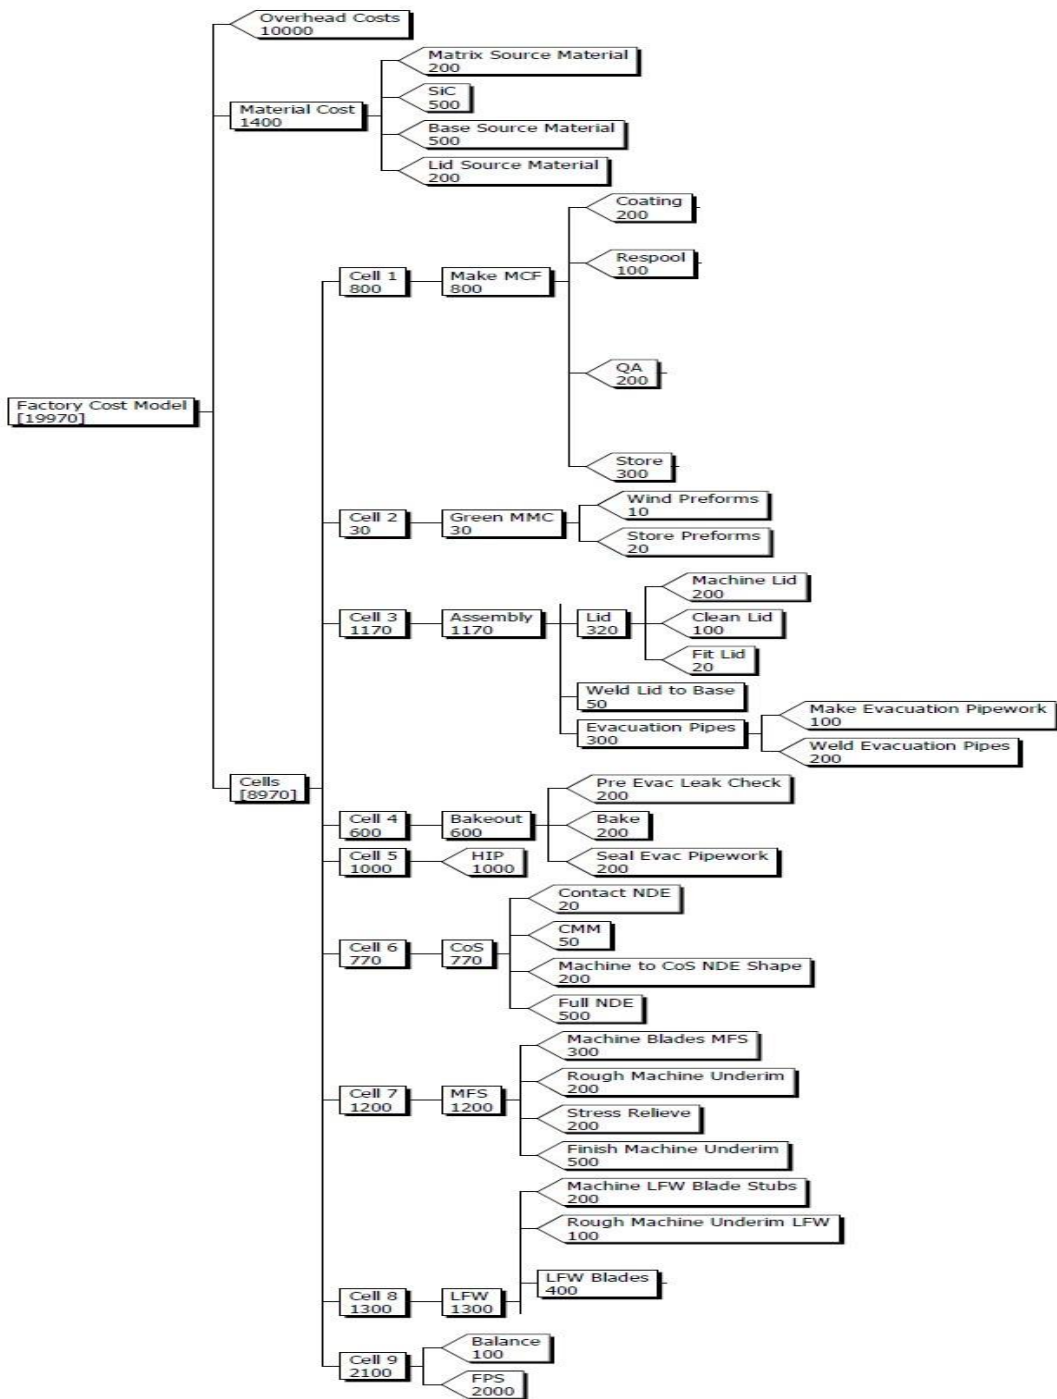 Overhead Costs
10000
Matrix Source Material
200
SiC
500
Material Cost
1400
Base Source Material
500
Lid Source Material
200
Coating
200
Respool
100
Cell 1
800
Make MCF
800
QA
200
Factory Cost Model
[19970]
Store
300
Wind Preforms
10
Cell 2
30
Green MMC
30
Store Preforms
20
Machine Lid
200
Cell 3
1170
Assembly
1170
Lid
320
Clean Lid
100
Fit Lid
20
Weld Lid to Base
50
Make Evacuation Pipework
100
Evacuation Pipes
300
Weld Evacuation Pipes
200
Cells
[8970]
Pre Evac Leak Check
200
Cell 4
600
Bakeout
600
Bake
200
Cell 5
1000
HIP
1000
Seal Evac Pipework
200
Contact NDE
20
CMM
50
Cell 6
770
CoS
770
Machine to CoS NDE Shape
200
Full NDE
500
Machine Blades MFS
300
Rough Machine Underim
200
Cell 7
1200
MFS
1200
Stress Relieve
200
Finish Machine Underim
500
Machine LFW Blade Stubs
200
Rough Machine Underim LFW
100
LFW Blades
400
Cell 8
1300
LFW
1300
Balance
100
Cell 9
2100
FPS
2000